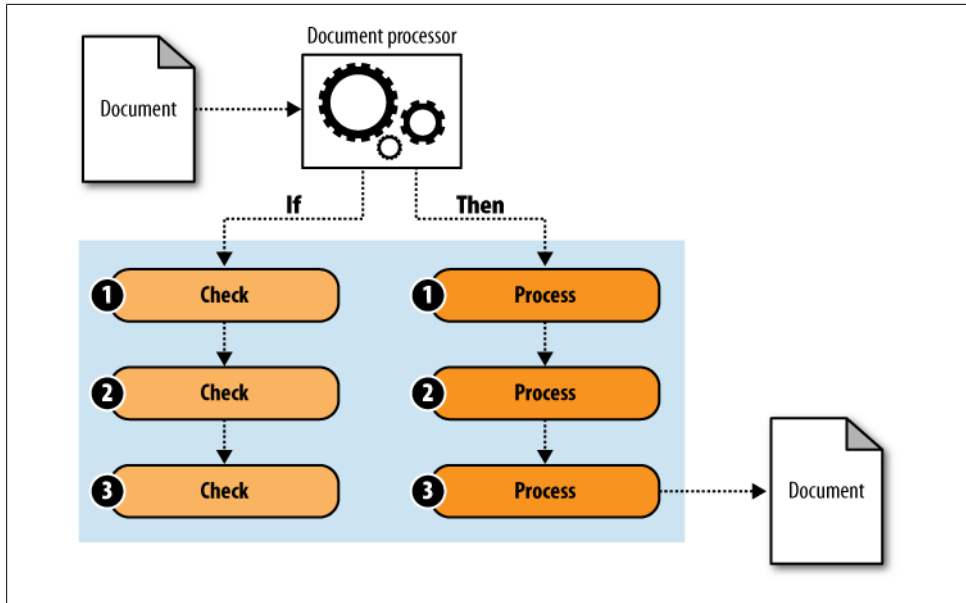 Document processor
Document
If
Then
1 Check
1 Process
2 Check
2 Process
3 Check
3 Process
Document